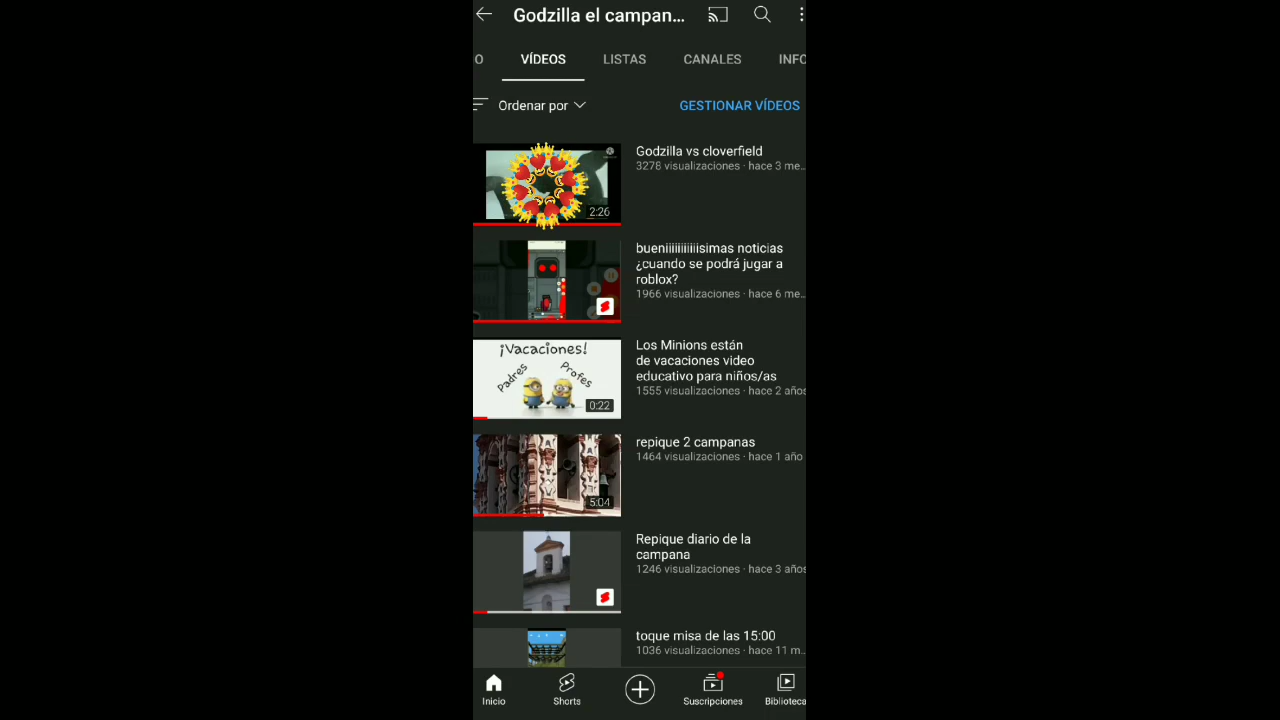 Godzilla el campan...
O
VÍDEOS
LISTAS
CANALES
INFO
Ordenar por
GESTIONAR VÍDEOS
2:26
Godzilla vs cloverfield
3278 visualizaciones · hace 3 me...
bueniiiiiiiiiiisimas noticias
¿cuando se podrá jugar a
roblox?
1966 visualizaciones · hace 6 me...
¡Vacaciones!
Padres
Profes
0:22
Los Minions están
de vacaciones video
educativo para niños/as
1555 visualizaciones · hace 2 años
5:04
repique 2 campanas
1464 visualizaciones · hace 1 año
Repique diario de la
campana
1246 visualizaciones · hace 3 años
toque misa de las 15:00
1036 visualizaciones · hace 11 m...
Inicio
Shorts
Suscripciones
Biblioteca